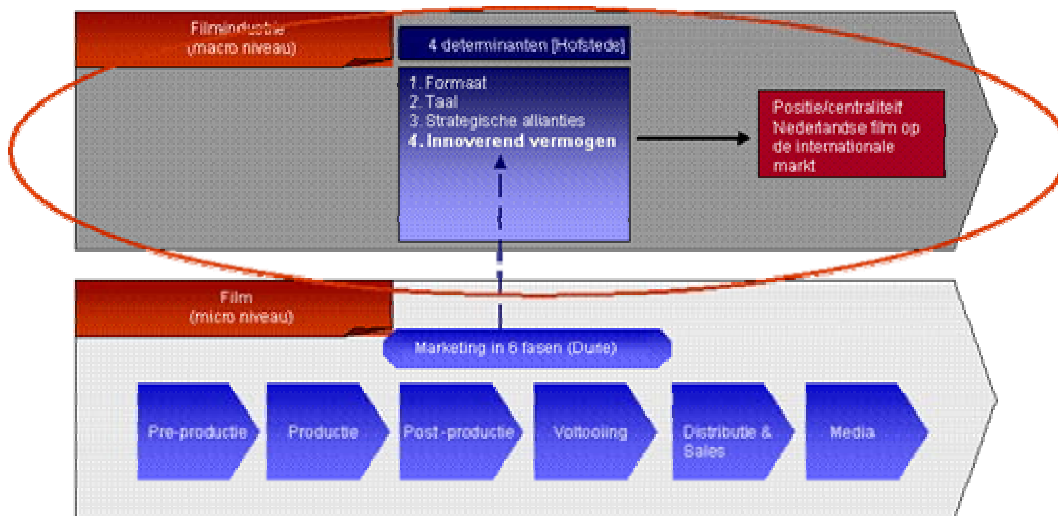 Filmindustrie
(macro niveau)
4 determinanten [Hofstede]
1. Formaat
2. Taal
3. Strategische allianties
4. Innoverend vermogen
Positie/centraliteit
Nederlandse film op
de internationale
markt
Film
(micro niveau)
Marketing in 6 fasen (Durie)
Pre-productie
Productie
Post-productie
Voltooiing
Distributie &
Sales
Media